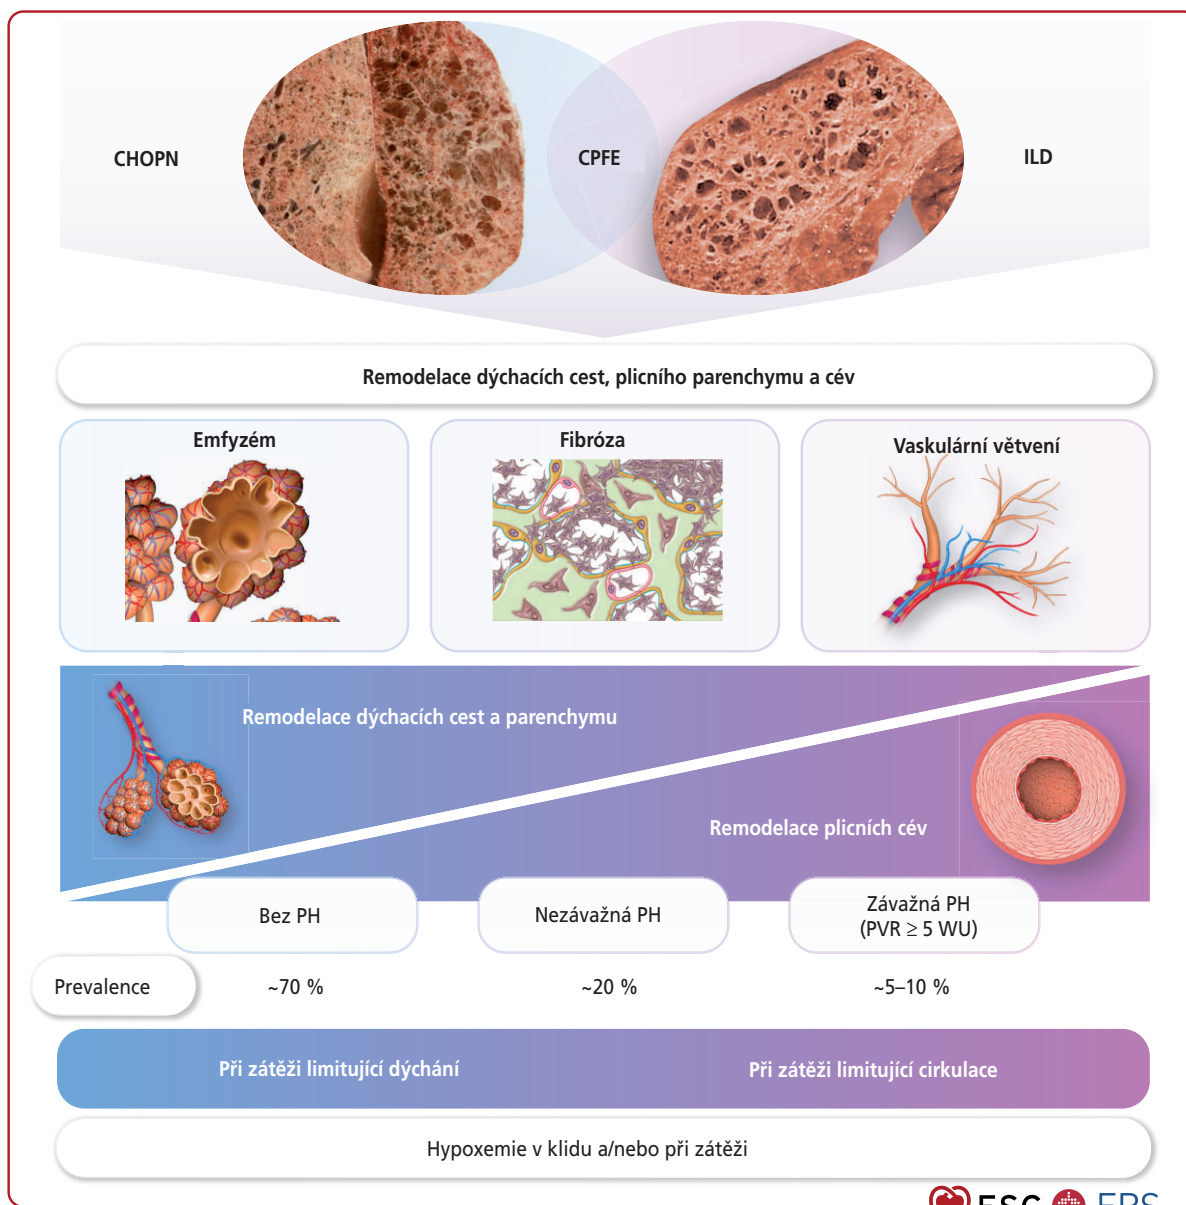 CHOPN
CPFE
ILD
Remodelace dýchacích cest, plicního parenchymu a cév
Emfyzém
Fibróza
Vaskulární větvení
Remodelace dýchacích cest a parenchymu
Remodelace plicních cév
Bez PH
Nezávažná PH
Závažná PH
(PVR ≥ 5 WU)
Prevalence
~70 %
~20 %
~5–10 %
Při zátěži limitující dýchání
Při zátěži limitující cirkulace
Hypoxemie v klidu a/nebo při zátěži
ESC
ERS